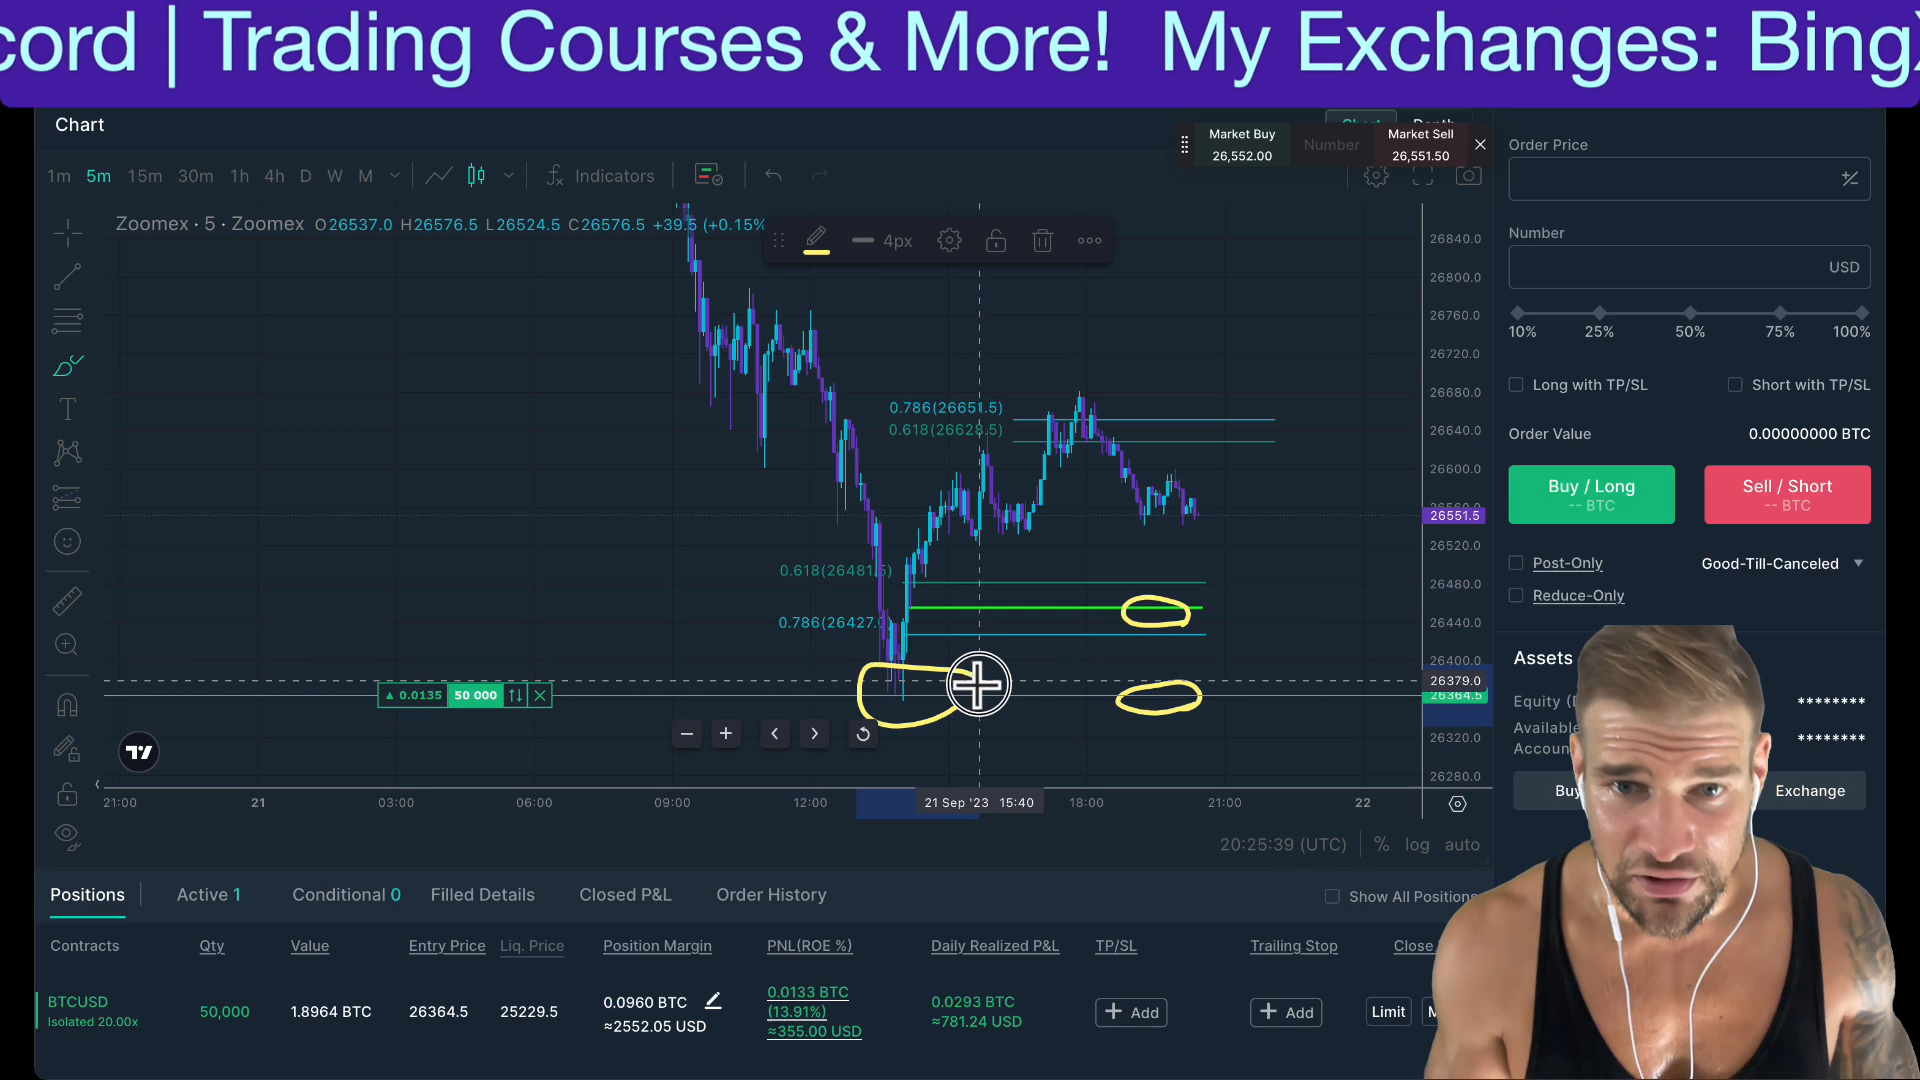 cord | Trading Courses & More! My Exchanges: Bing
Chart
Market Buy
26,552.00
Number
Market Sell
26,551.50
1m 5m 15m 30m 1h 4h D W M
Indicators
Zoomex · 5 · Zoomex O26537.0 H26576.5 L26524.5 C26576.5 +39.5 (+0.15%
4px
0.786(26651.5)
0.618(26628.5)
0.618(26481.5)
0.786(26427.
26840.0
26800.0
26760.0
26720.0
26680.0
26640.0
26600.0
26551.5
26520.0
26480.0
26440.0
26400.0
26379.0
26364.5
26320.0
26280.0
0.0135 50 000
21:00 21 03:00 06:00 09:00 12:00 21 Sep '23 15:40 18:00 21:00 22
20:25:39 (UTC) % log auto
Order Price
Number
USD
10% 25% 50% 75% 100%
Long with TP/SL Short with TP/SL
Order Value 0.00000000 BTC
Buy / Long
-- BTC
Sell / Short
-- BTC
Post-Only Good-Till-Canceled
Reduce-Only
Assets
Equity ( ********
Available
Accoun ********
Buy Exchange
Positions Active 1 Conditional 0 Filled Details Closed P&L Order History Show All Positions
Contracts Qty Value Entry Price Liq. Price Position Margin PNL(ROE %) Daily Realized P&L TP/SL Trailing Stop Close
BTCUSD
Isolated 20.00x
50,000 1.8964 BTC 26364.5 25229.5
0.0960 BTC
≈2552.05 USD
0.0133 BTC
(13.91%)
≈355.00 USD
0.0293 BTC
≈781.24 USD
+ Add + Add Limit